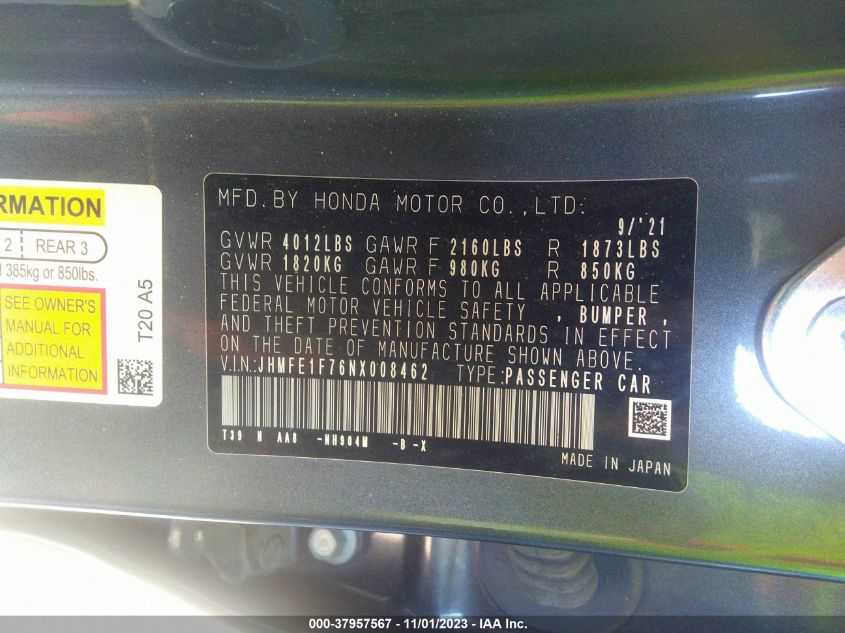 RMATION
2 REAR 3
385kg or 850lbs.
SEE OWNER'S
MANUAL FOR
ADDITIONAL
INFORMATION
T20 A5
MFD.BY HONDA MOTOR CO.,LTD:
9/'21
GVWR 4012LBS GAWR F 2160LBS R 1873LBS
GVWR 1820KG GAWR F 980KG R 850KG
THIS VEHICLE CONFORMS TO ALL APPLICABLE
FEDERAL MOTOR VEHICLE SAFETY , BUMPER ,
AND THEFT PREVENTION STANDARDS IN EFFECT
ON THE DATE OF MANUFACTURE SHOWN ABOVE.
V.I.N:JHMFE1F76NX008462 TYPE:PASSENGER CAR
T39 N AA8 -NH904M -B-X
MADE IN JAPAN
000-37957567 - 11/01/2023 - IAA Inc.